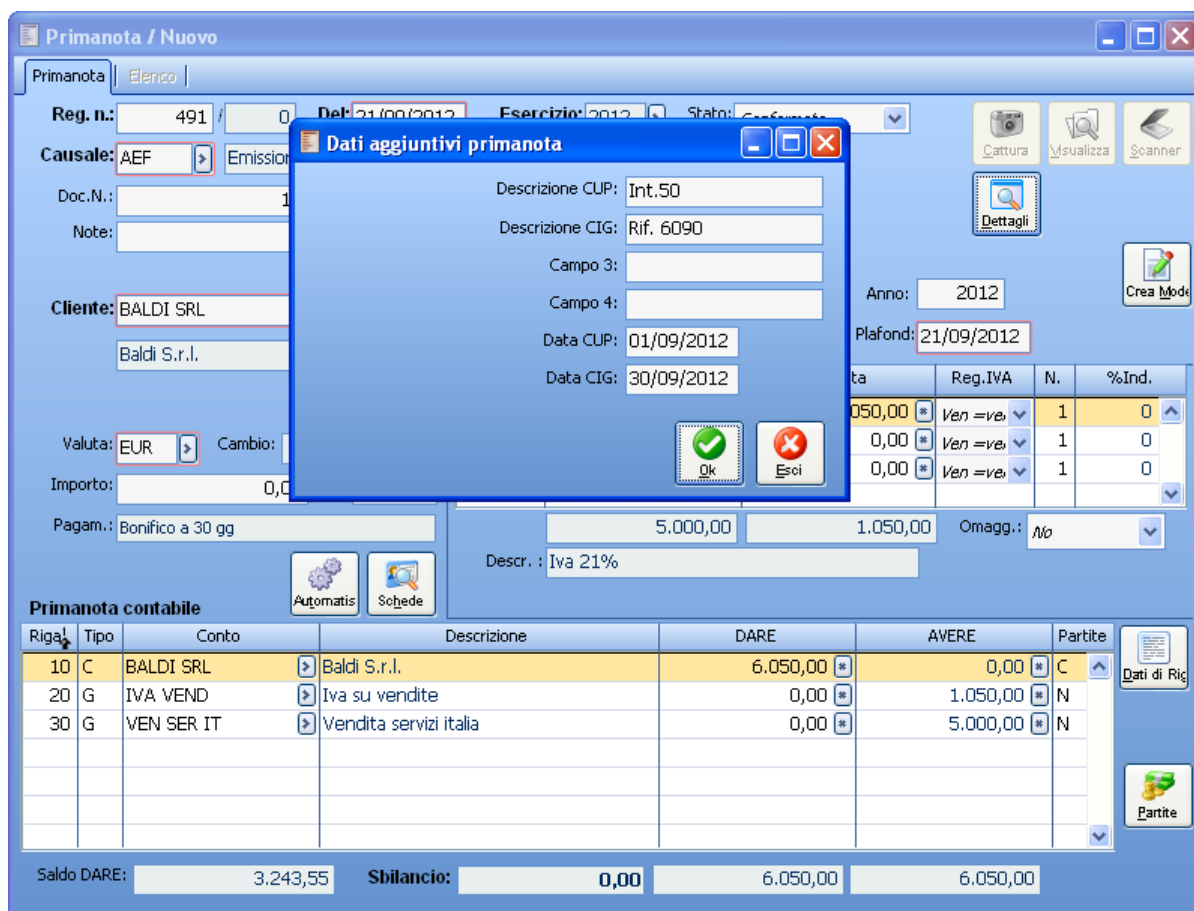 Primanota / Nuovo
Primanota Elenco
Reg. n.: 491 / 0 Del: 21/09/2012 Esercizio: 2012 Stato: Confermato
Cattura Visualizza Scanner
Causale: AEF Emission
Dati aggiuntivi primanota
Doc.N.: 1
Note:
Dettagli
Descrizione CUP: Int.50
Descrizione CIG: Rif. 6090
Campo 3:
Campo 4:
Data CUP: 01/09/2012
Data CIG: 30/09/2012
Ok Esci
Crea Mode
Cliente: BALDI SRL
Anno: 2012
Baldi S.r.l.
Plafond: 21/09/2012
ta Reg.IVA N. %Ind.
050,00 Ven =ve 1 0
0,00 Ven =ve 1 0
0,00 Ven =ve 1 0
Valuta: EUR Cambio:
Importo: 0,0
Pagam.: Bonifico a 30 gg
5.000,00 1.050,00 Omagg.: No
Descr. : Iva 21%
Automatis Schede
Primanota contabile
Riga Tipo Conto Descrizione DARE AVERE Partite
10 C BALDI SRL Baldi S.r.l. 6.050,00 0,00 C
20 G IVA VEND Iva su vendite 0,00 1.050,00 N
30 G VEN SER IT Vendita servizi italia 0,00 5.000,00 N
Dati di Rig
Partite
Saldo DARE: 3.243,55 Sbilancio: 0,00 6.050,00 6.050,00